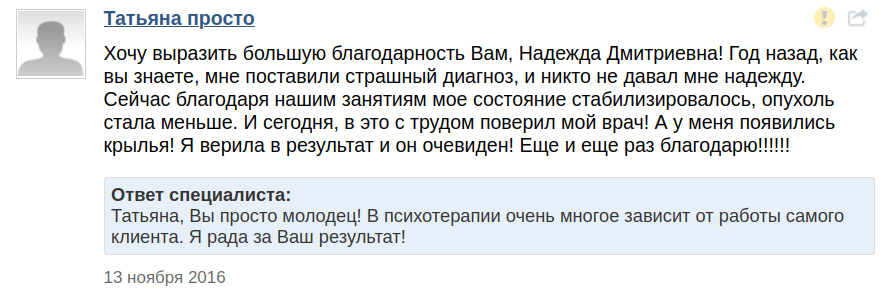 Татьяна просто
Хочу выразить большую благодарность Вам, Надежда Дмитриевна! Год назад, как
вы знаете, мне поставили страшный диагноз, и никто не давал мне надежду.
Сейчас благодаря нашим занятиям мое состояние стабилизировалось, опухоль
стала меньше. И сегодня, в это с трудом поверил мой врач! А у меня появились
крылья! Я верила в результат и он очевиден! Еще и еще раз благодарю!!!!!!
Ответ специалиста:
Татьяна, Вы просто молодец! В психотерапии очень многое зависит от работы самого
клиента. Я рада за Ваш результат!
13 ноября 2016